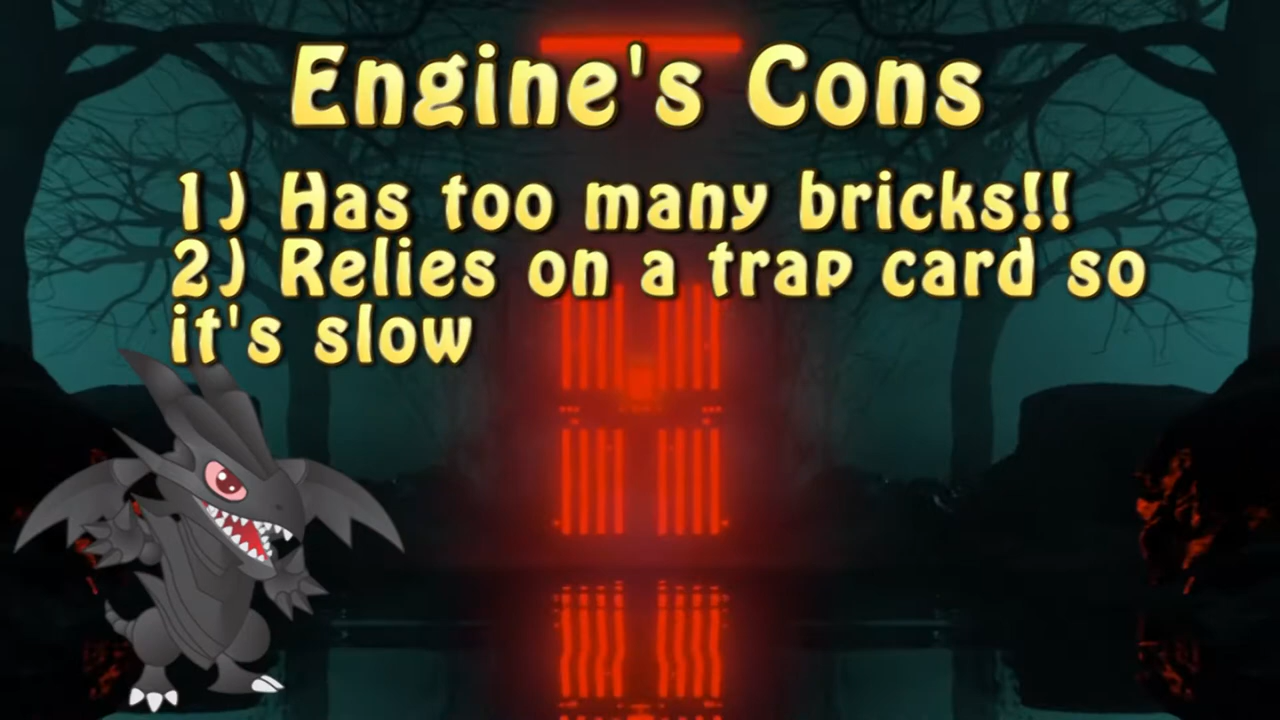 Engine's Cons
1) Has too many bricks!!
2) Relies on a trap card so
it's slow